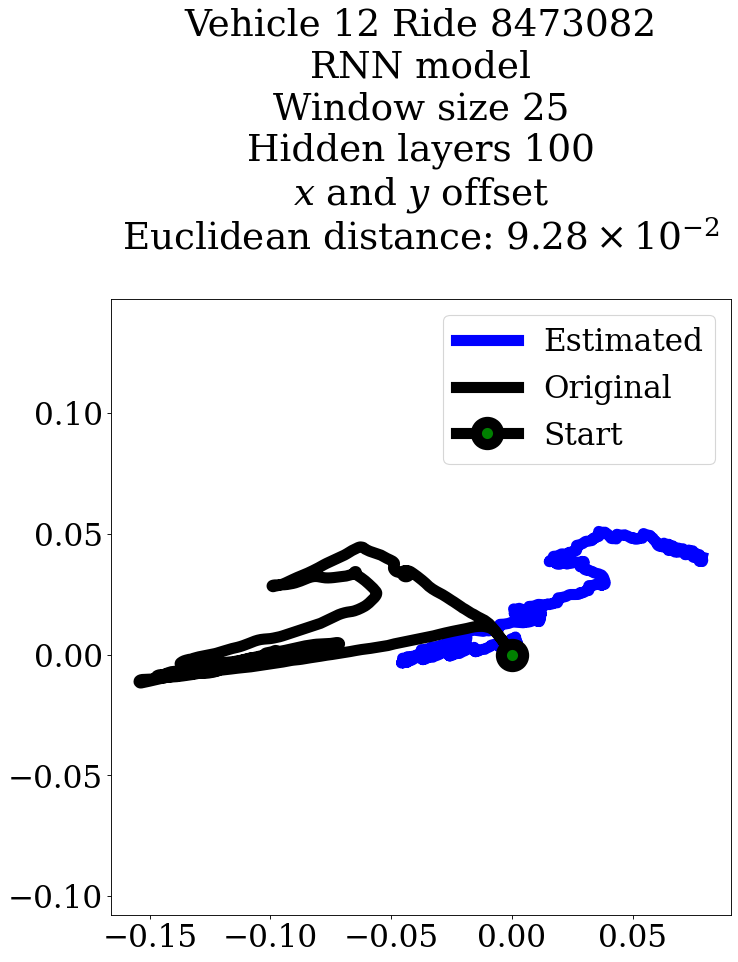 Vehicle 12 Ride 8473082
RNN model
Window size 25
Hidden layers 100
x and y offset
Euclidean distance: 9.28 × 10⁻²
Estimated
Original
Start
0.10
0.05
0.00
−0.05
−0.10
−0.15 −0.10 −0.05 0.00 0.05